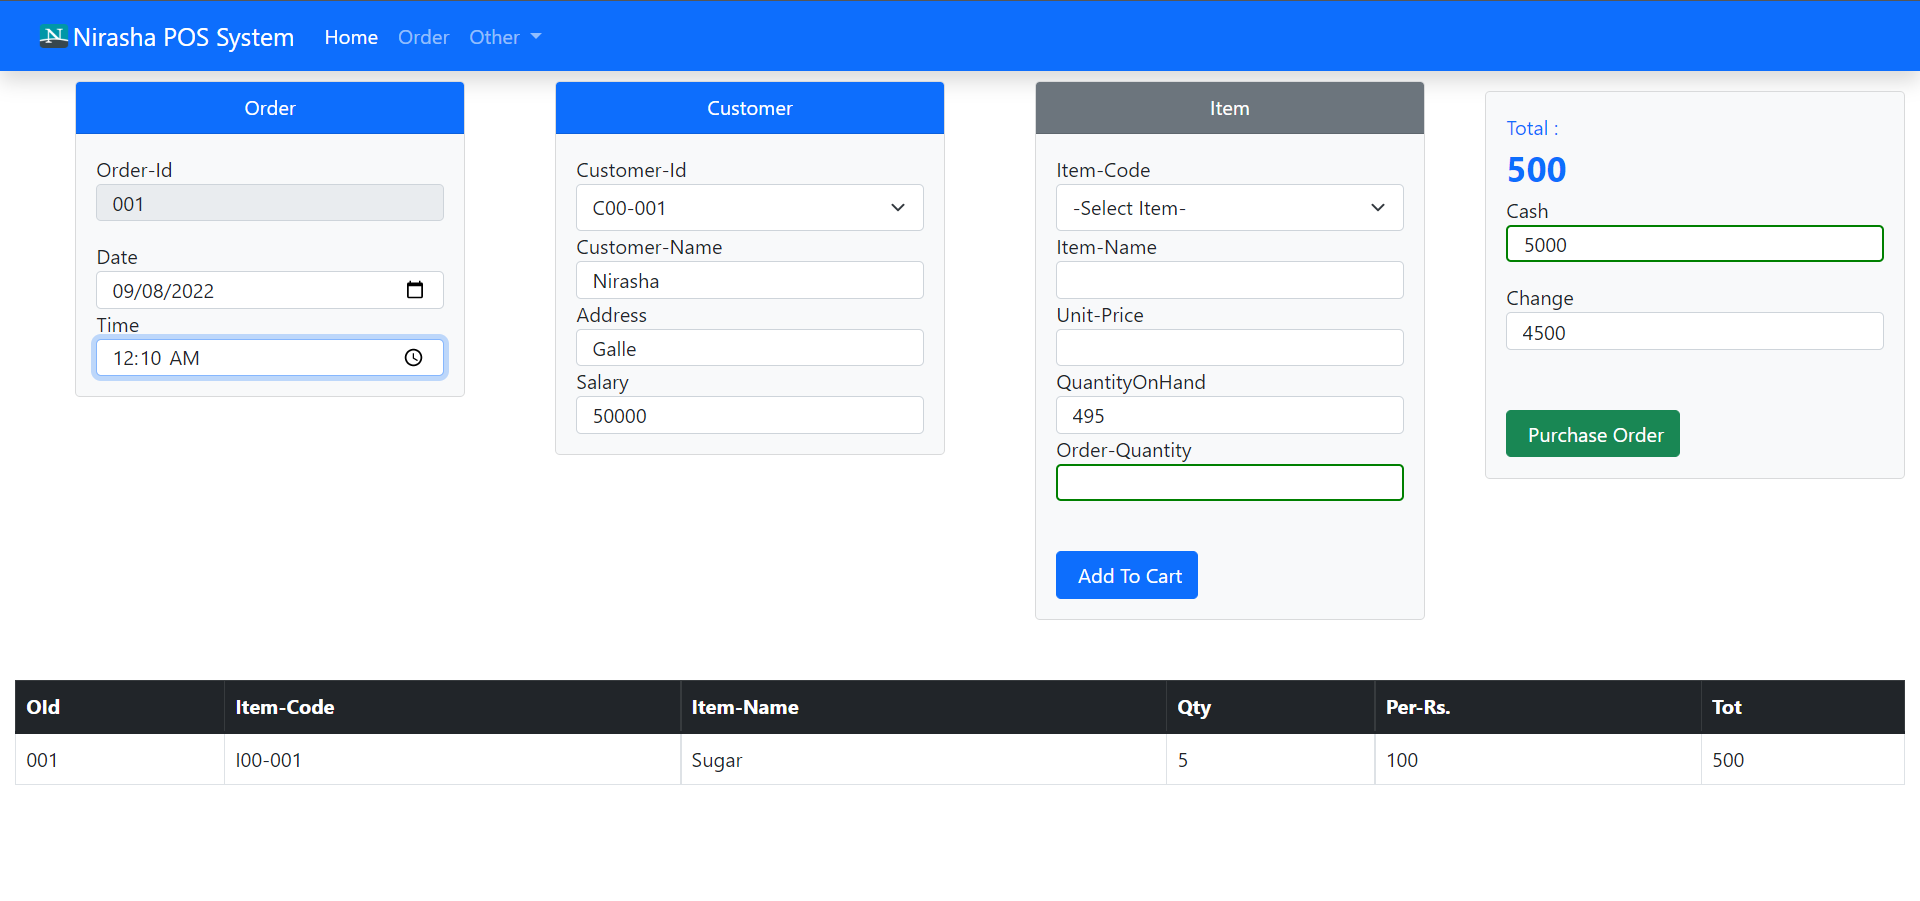 N Nirasha POS System Home Order Other
Order
Order-Id
001
Date
09/08/2022
Time
12:10 AM
Customer
Customer-Id
C00-001
Customer-Name
Nirasha
Address
Galle
Salary
50000
Item
Item-Code
-Select Item-
Item-Name
Unit-Price
QuantityOnHand
495
Order-Quantity
Add To Cart
Total :
500
Cash
5000
Change
4500
Purchase Order
OId Item-Code Item-Name Qty Per-Rs. Tot
001 I00-001 Sugar 5 100 500